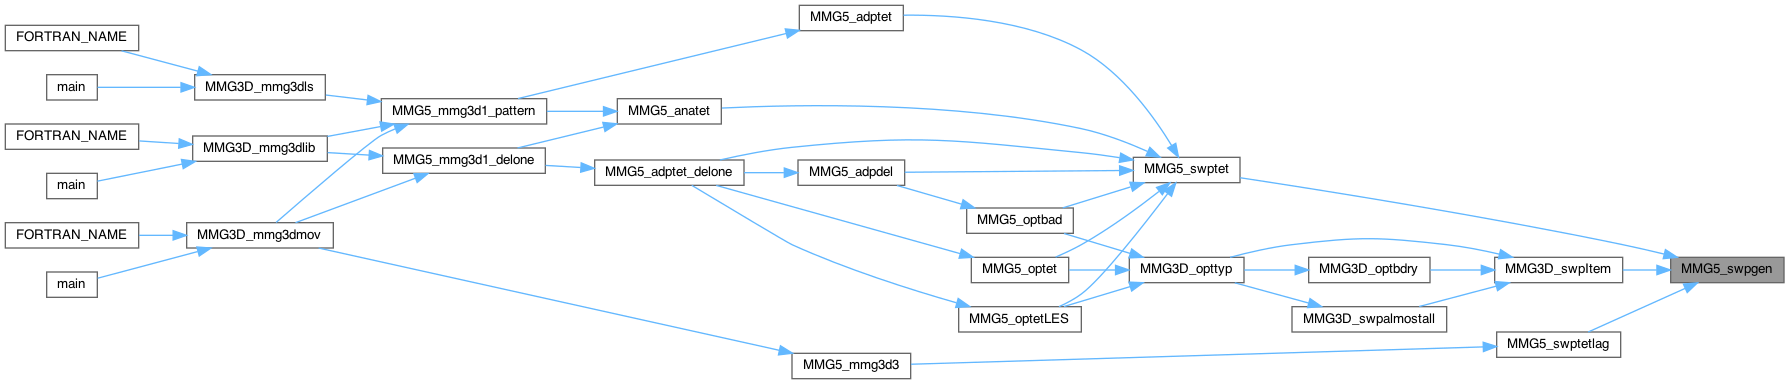 MMG5_adptet
FORTRAN_NAME
main
MMG3D_mmg3dls
MMG5_mmg3d1_pattern
MMG5_anatet
FORTRAN_NAME
MMG3D_mmg3dlib
MMG5_mmg3d1_delone
MMG5_adptet_delone
MMG5_adpdel
MMG5_swptet
main
MMG5_optbad
FORTRAN_NAME
MMG3D_mmg3dmov
MMG5_optet
MMG3D_opttyp
MMG3D_optbdry
MMG3D_swpItem
MMG5_swpgen
main
MMG5_optetLES
MMG3D_swpalmostall
MMG5_swptetlag
MMG5_mmg3d3